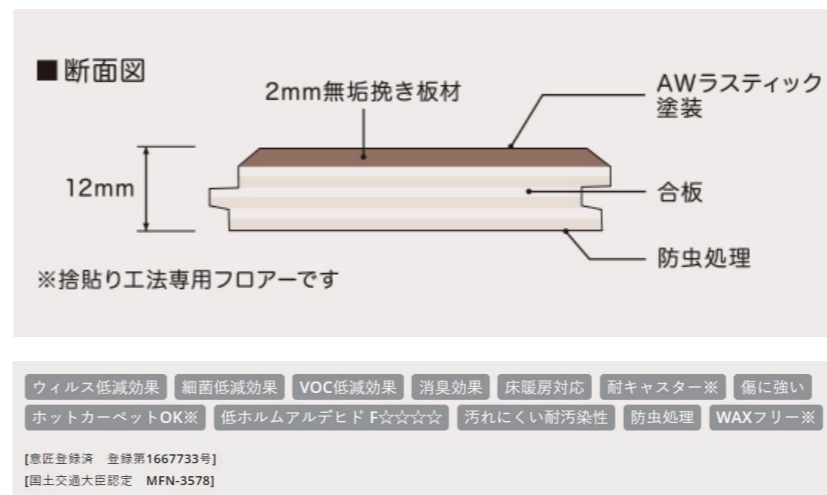 ■断面図
2mm無垢挽き板材
AWラスティック
塗装
12mm
合板
防虫処理
※捨貼り工法専用フロアーです
ウィルス低減効果 細菌低減効果 VOC低減効果 消臭効果 床暖房対応 耐キャスター※ 傷に強い
ホットカーペットOK※ 低ホルムアルデヒド F☆☆☆☆ 汚れにくい耐汚染性 防虫処理 WAXフリー※
[意匠登録済　登録第1667733号]
[国土交通大臣認定　MFN-3578]